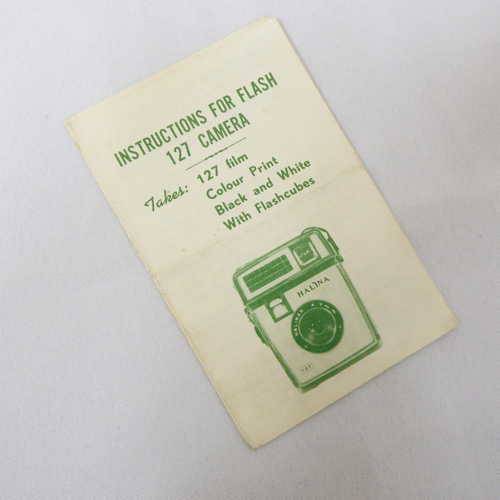 INSTRUCTIONS FOR FLASH
127 CAMERA
Takes: 127 film
Colour Print
Black and White
With Flashcubes
HALINA